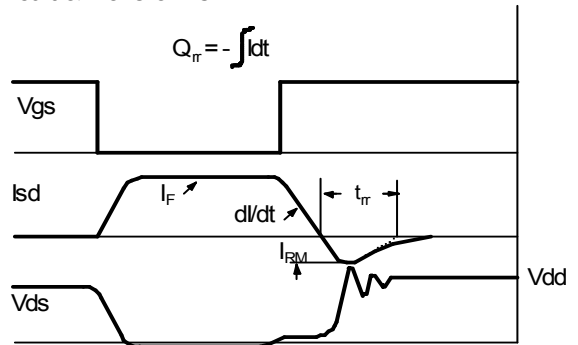 Qrr = - ∫Idt
Vgs
Isd
IF
dI/dt
trr
IRM
Vdd
Vds